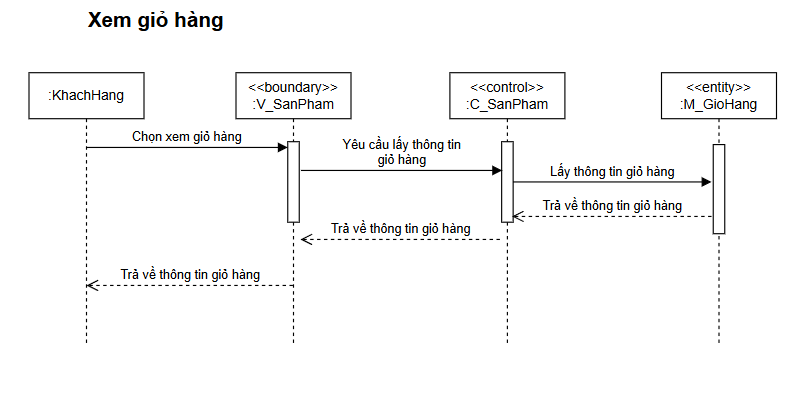 Xem giỏ hàng
:KhachHang
<<boundary>>
:V_SanPham
<<control>>
:C_SanPham
<<entity>>
:M_GioHang
Chọn xem giỏ hàng
Yêu cầu lấy thông tin
giỏ hàng
Lấy thông tin giỏ hàng
Trả về thông tin giỏ hàng
Trả về thông tin giỏ hàng
Trả về thông tin giỏ hàng